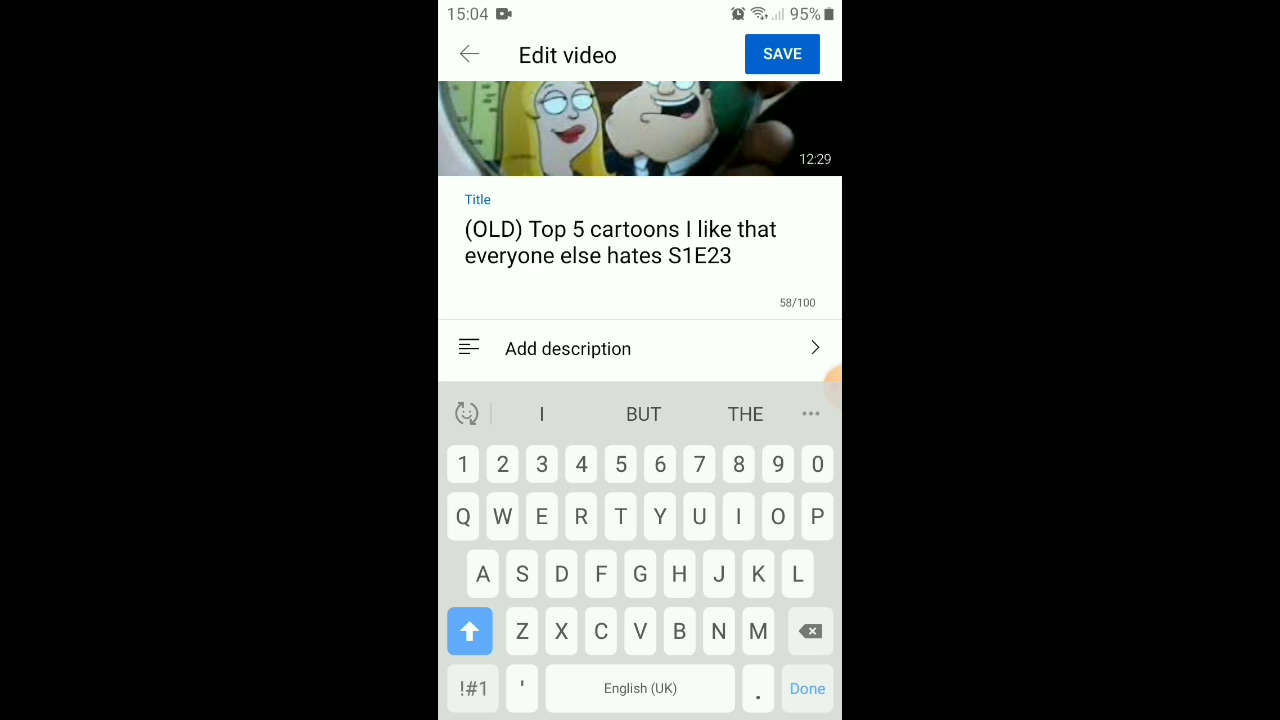 15:04 95%
Edit video SAVE
12:29
Title
(OLD) Top 5 cartoons I like that
everyone else hates S1E23
58/100
Add description
I BUT THE
1 2 3 4 5 6 7 8 9 0
Q W E R T Y U I O P
A S D F G H J K L
Z X C V B N M
!#1 ' English (UK) . Done